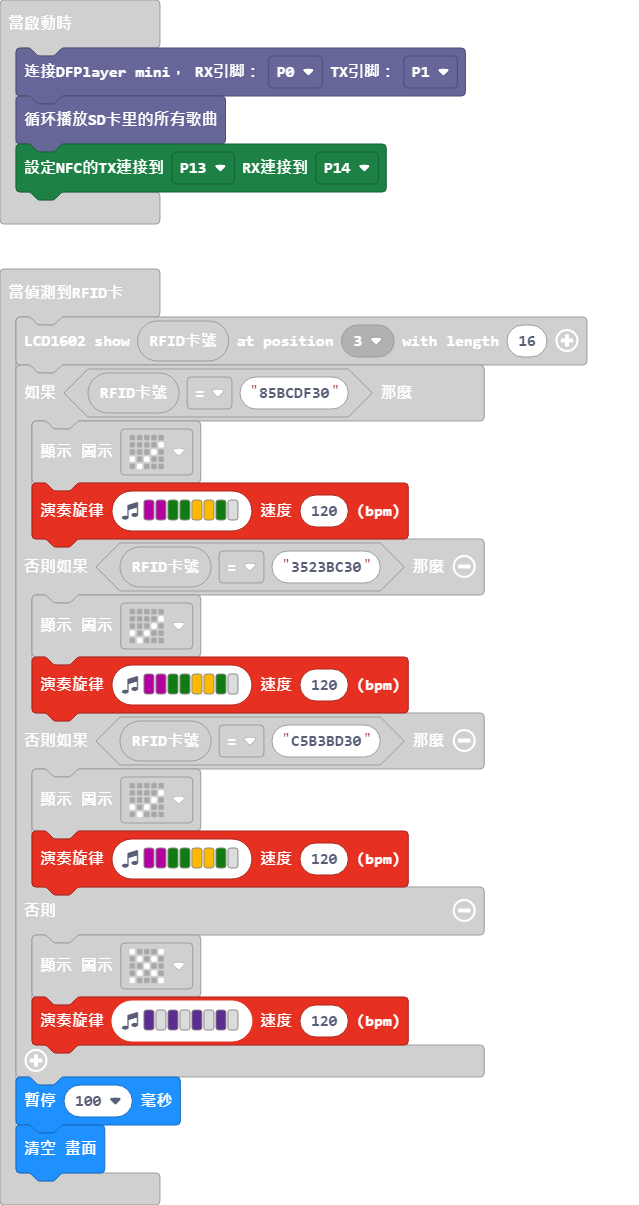 當啟動時
连接DFPlayer mini， RX引脚： P0 TX引脚： P1
循环播放SD卡里的所有歌曲
設定NFC的TX連接到 P13 RX連接到 P14
當偵測到RFID卡
LCD1602 show RFID卡號 at position 3 with length 16
如果 RFID卡號 = "85BCDF30" 那麼
顯示 圖示
演奏旋律 速度 120 (bpm)
否則如果 RFID卡號 = "3523BC30" 那麼
顯示 圖示
演奏旋律 速度 120 (bpm)
否則如果 RFID卡號 = "C5B3BD30" 那麼
顯示 圖示
演奏旋律 速度 120 (bpm)
否則
顯示 圖示
演奏旋律 速度 120 (bpm)
暫停 100 毫秒
清空 畫面